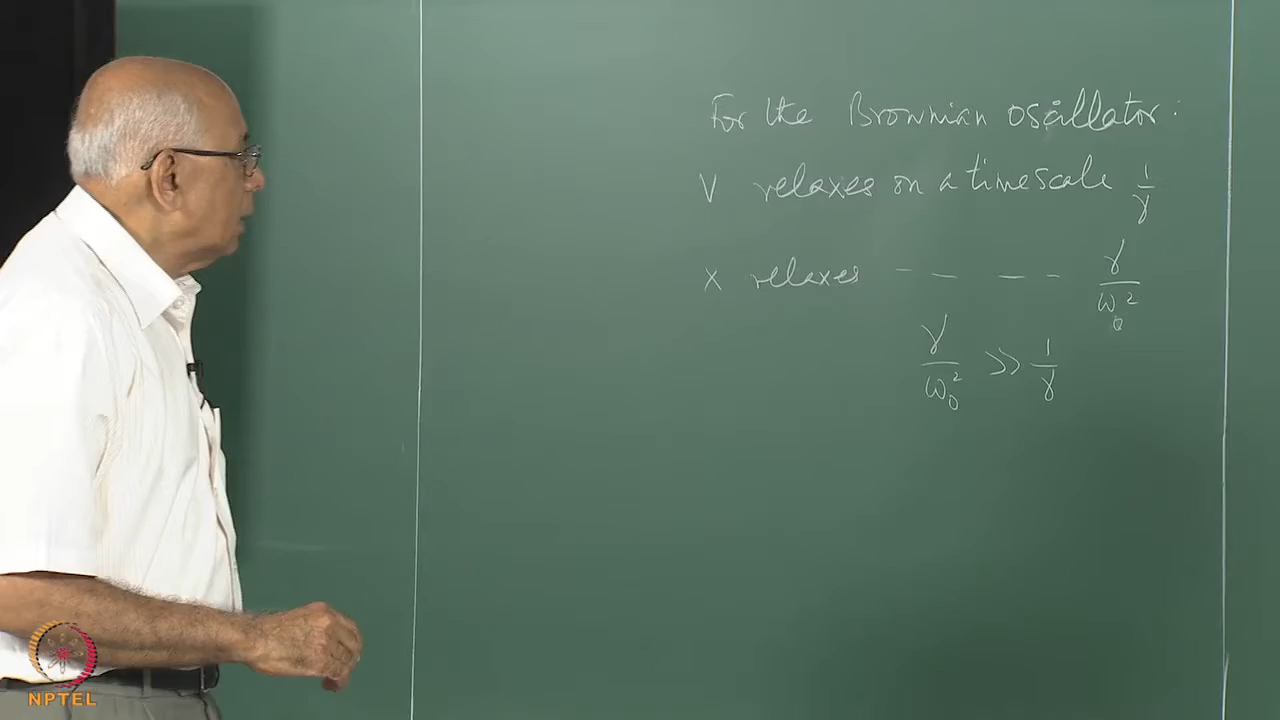 For the Brownian oscillator:
V relaxes on a timescale 1/γ
x relaxes — — — — γ/ω₀²
γ/ω₀² >> 1/γ
NPTEL